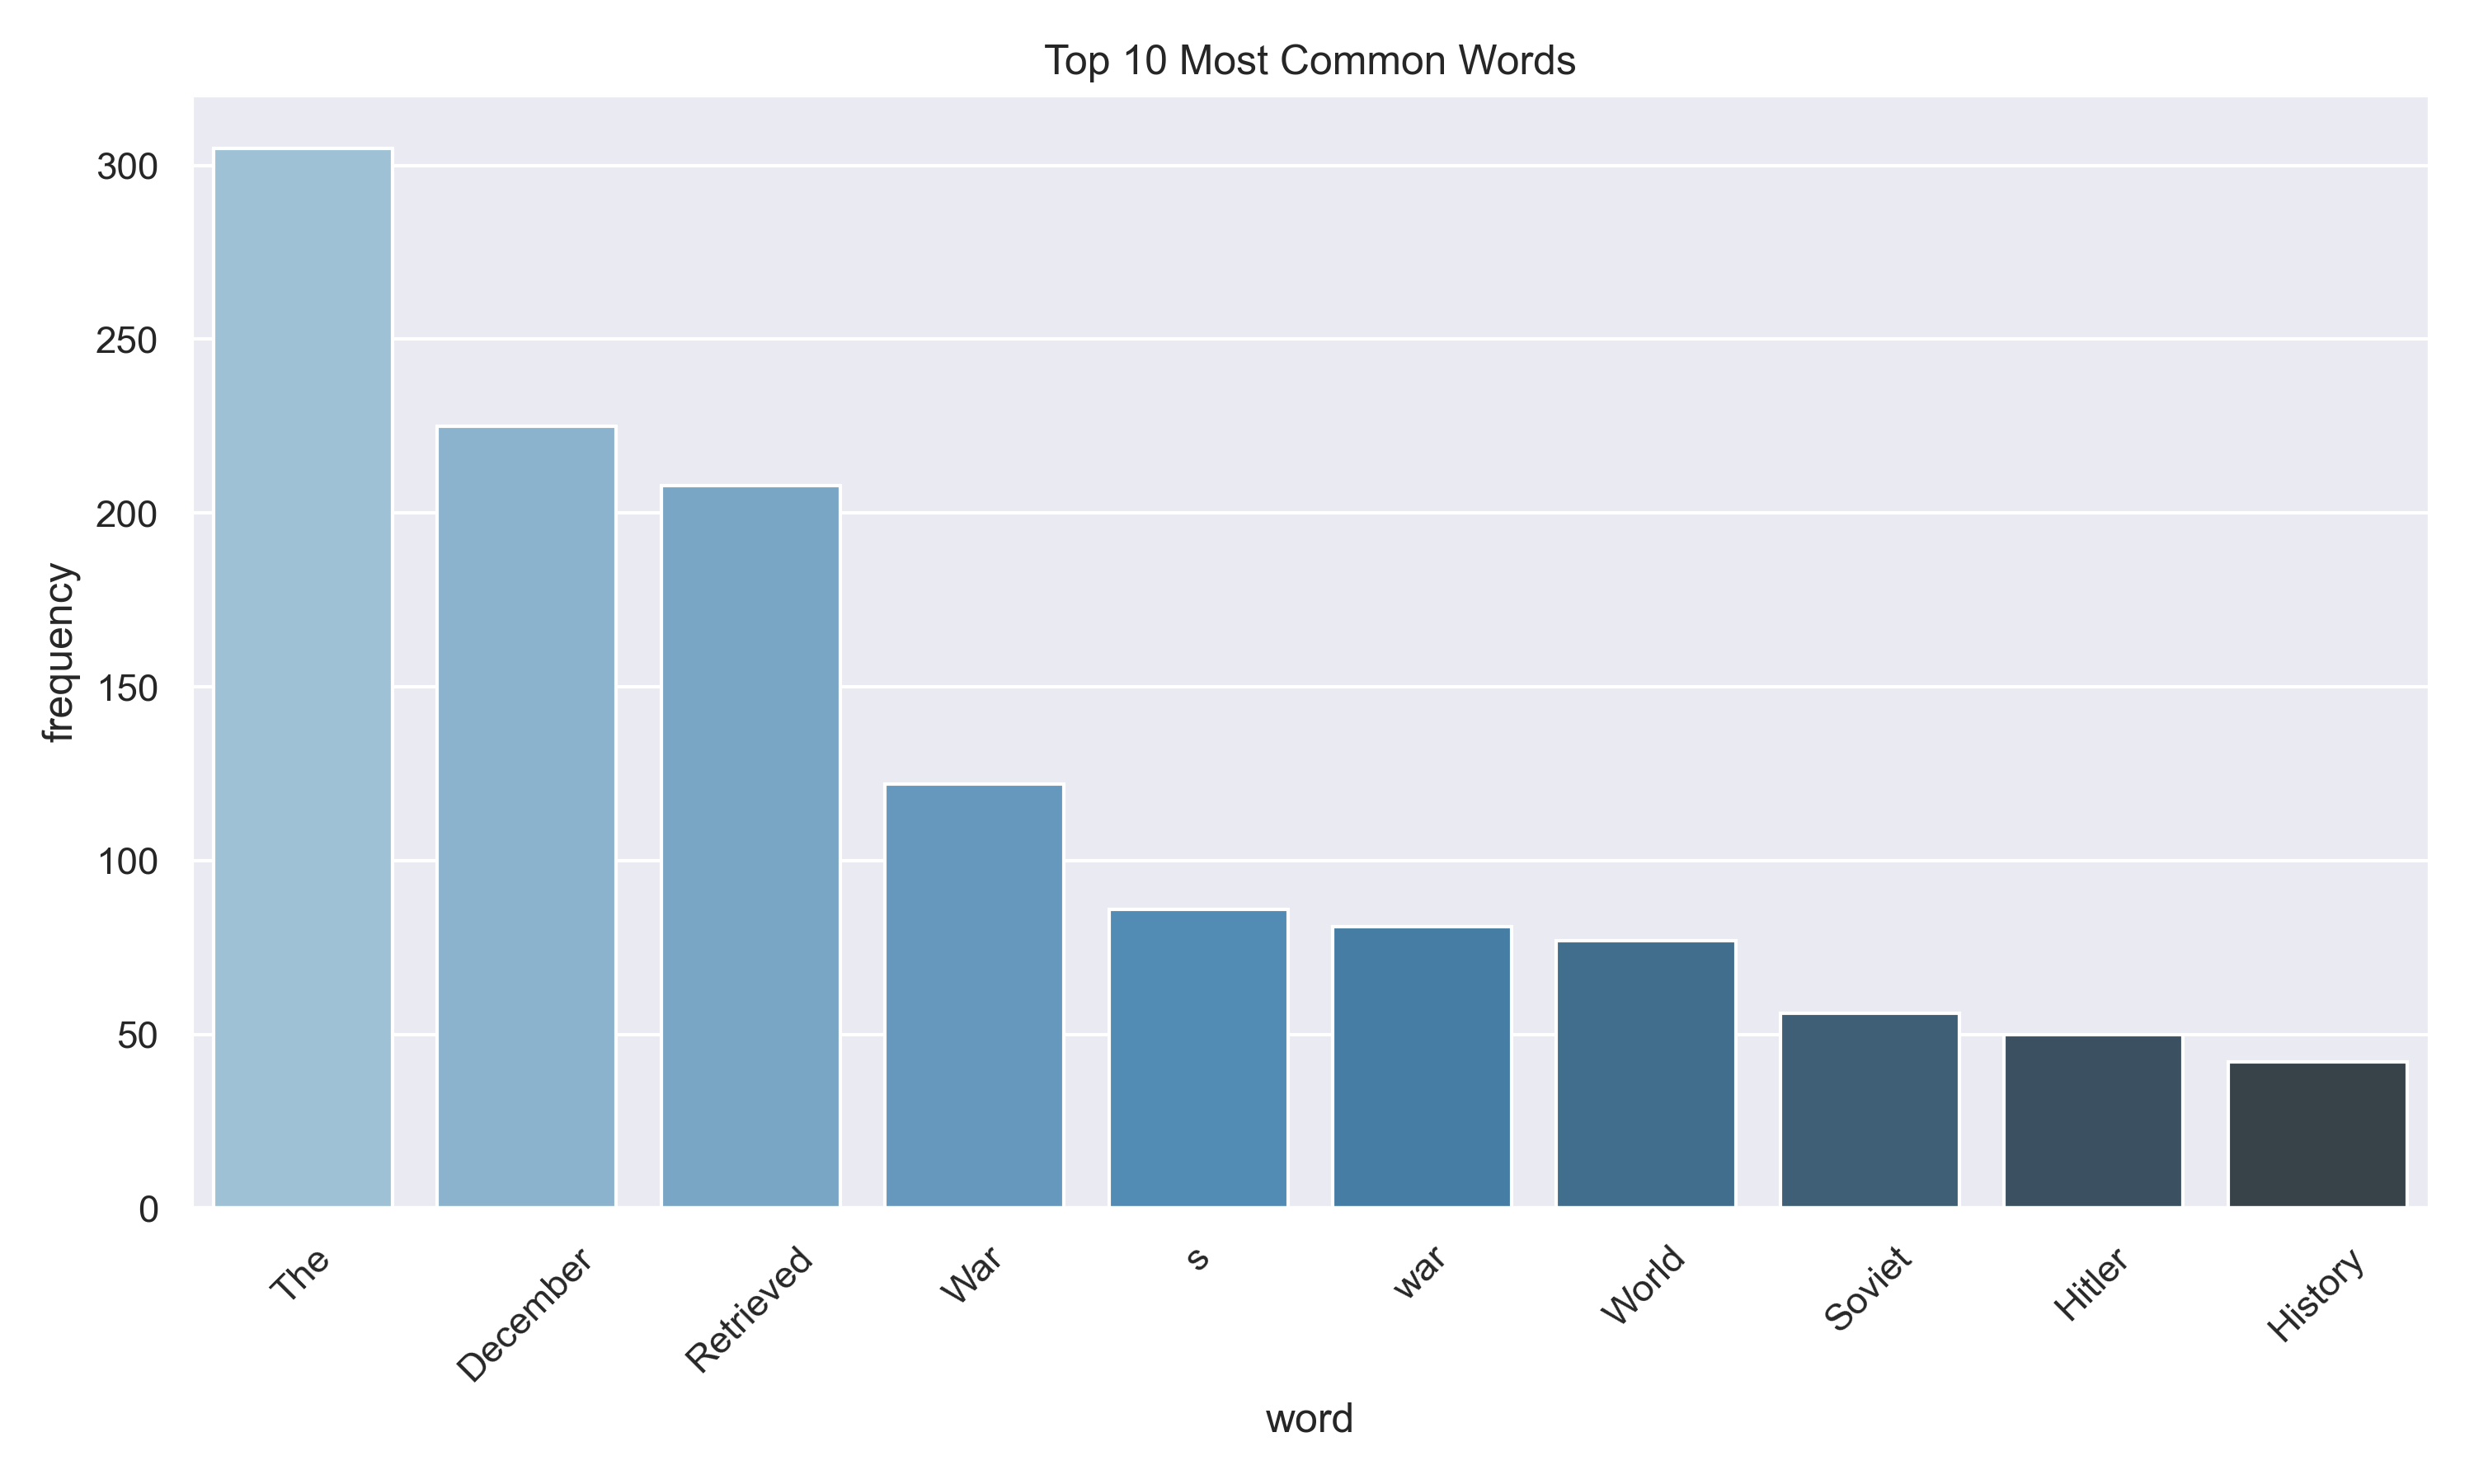 Top 10 Most Common Words
frequency
300
250
200
150
100
50
0
The
December
Retrieved
War
s
war
World
Soviet
Hitler
History
word